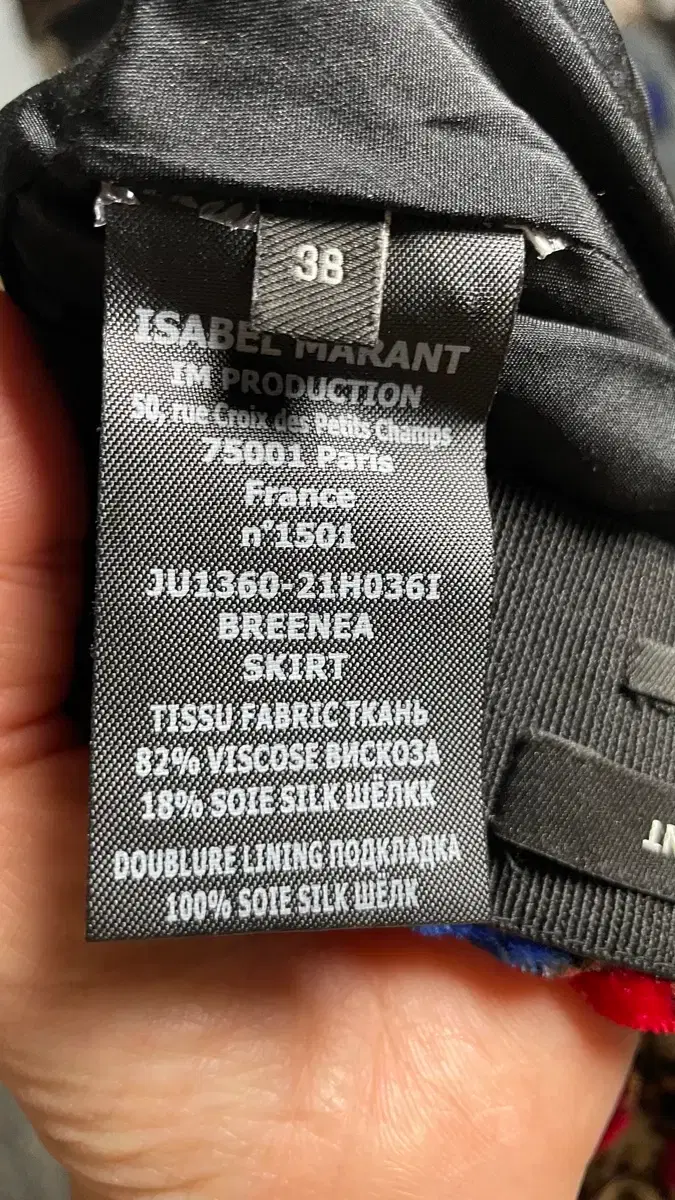 38
ISABEL MARANT
IM PRODUCTION
50, rue Croix des Petits Champs
75001 Paris
France
n°1501
JU1360-21H036I
BREENEA
SKIRT
TISSU FABRIC ТКАНЬ
82% VISCOSE ВИСКОЗА
18% SOIE SILK ШЁЛКК
DOUBLURE LINING ПОДКЛАДКА
100% SOIE SILK ШЁЛК
NT